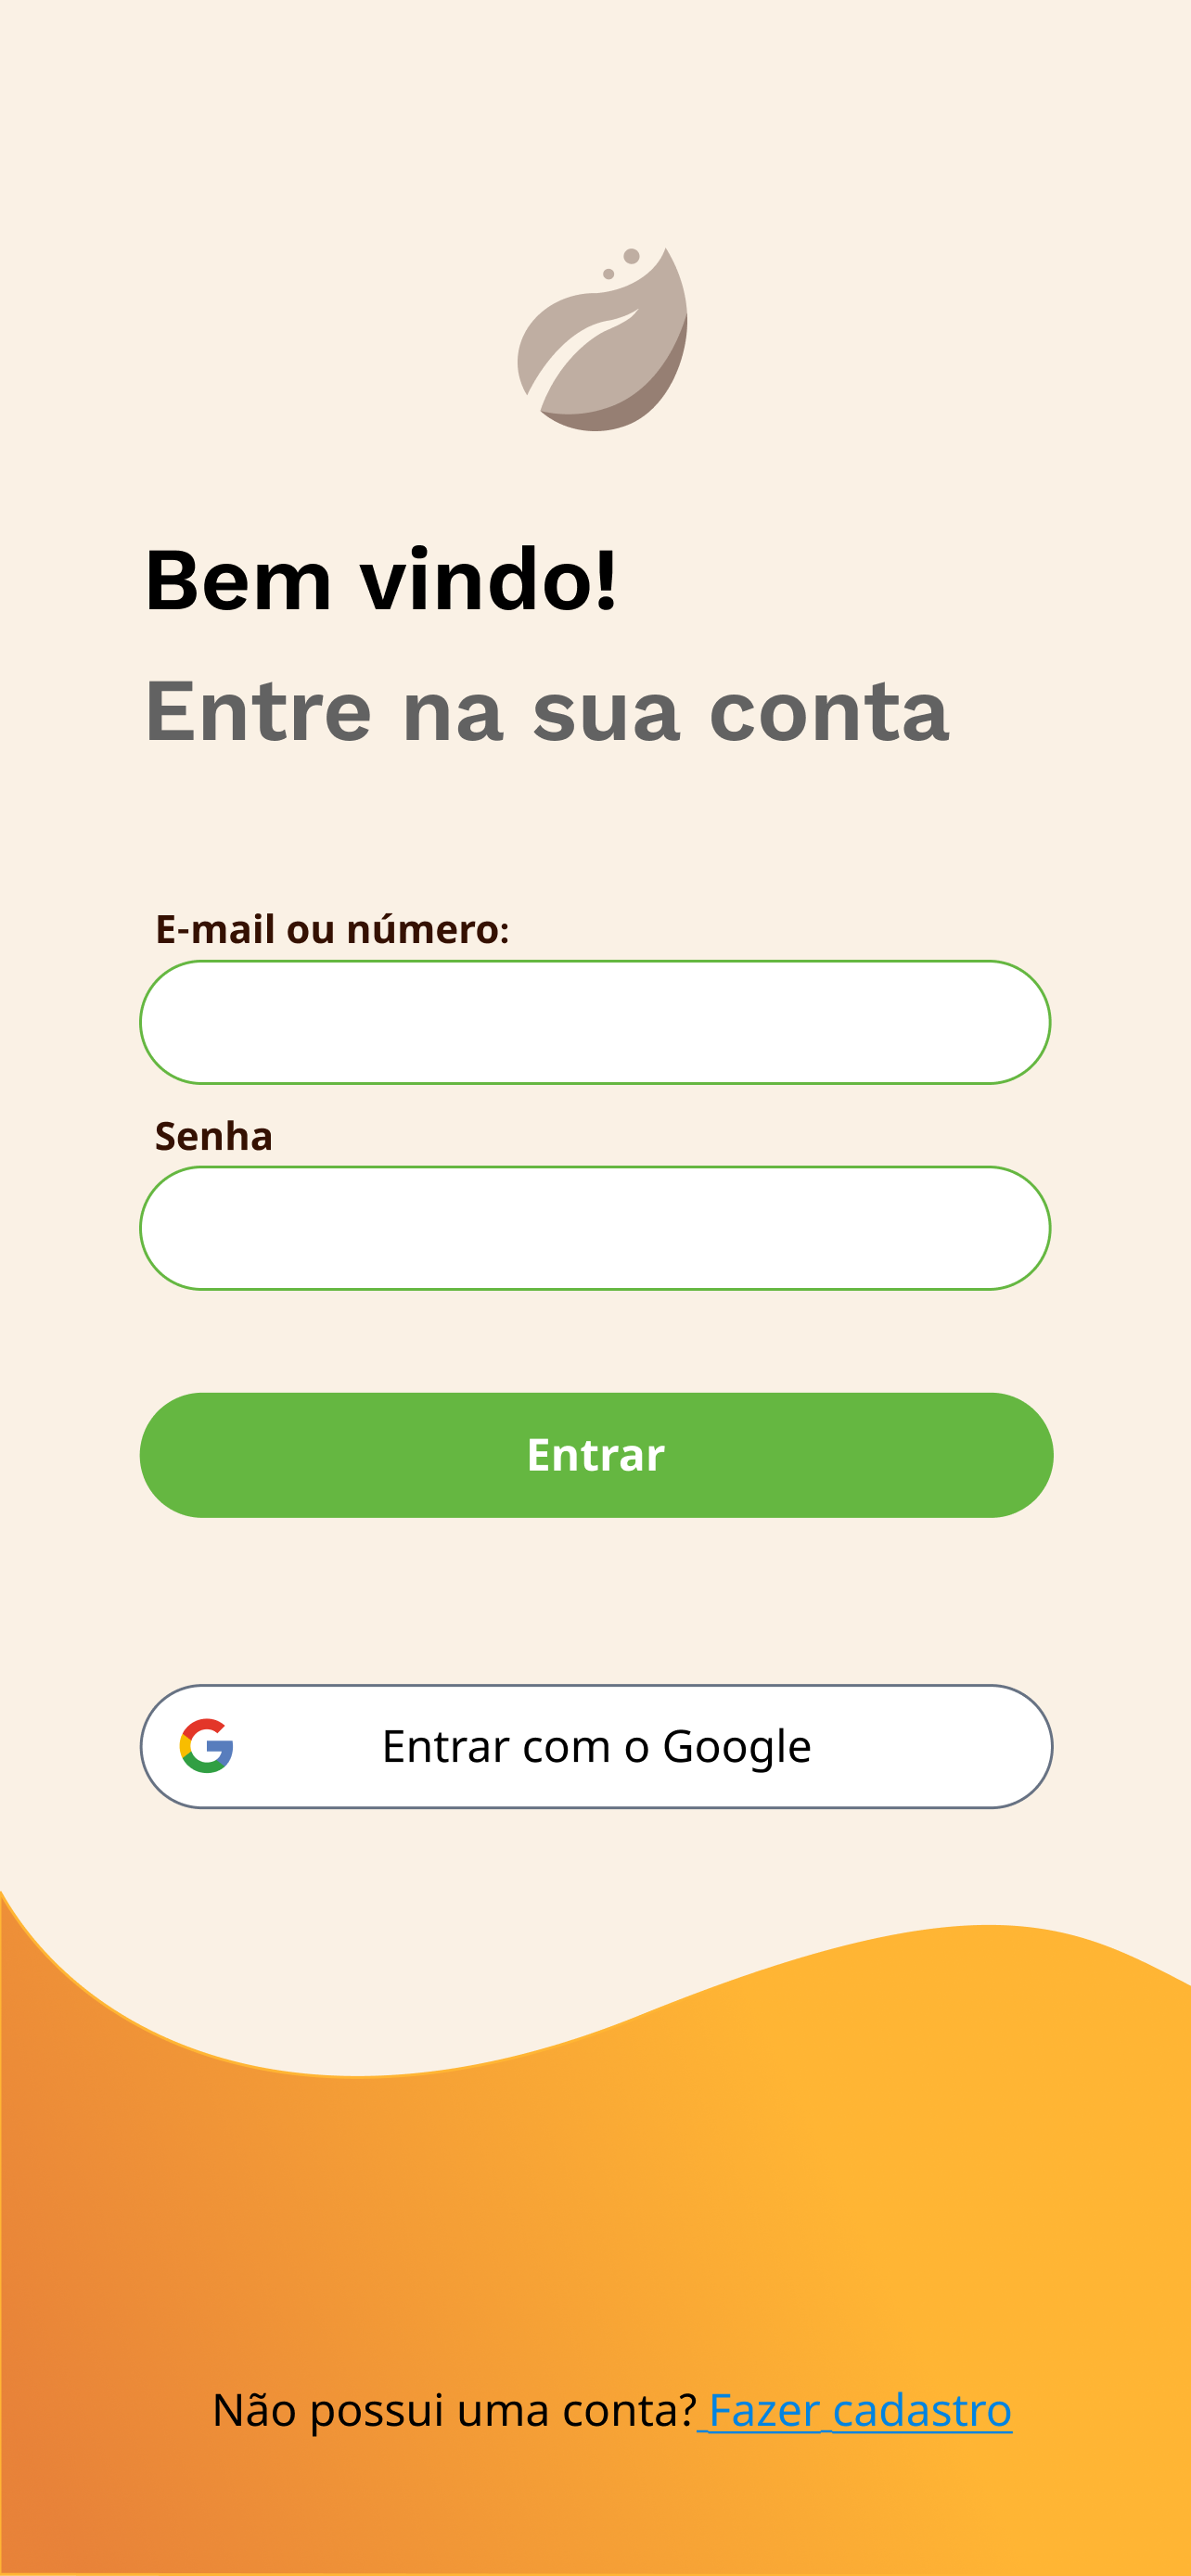 Bem vindo!
Entre na sua conta
E-mail ou número:
Senha
Entrar
Entrar com o Google
Não possui uma conta? Fazer cadastro